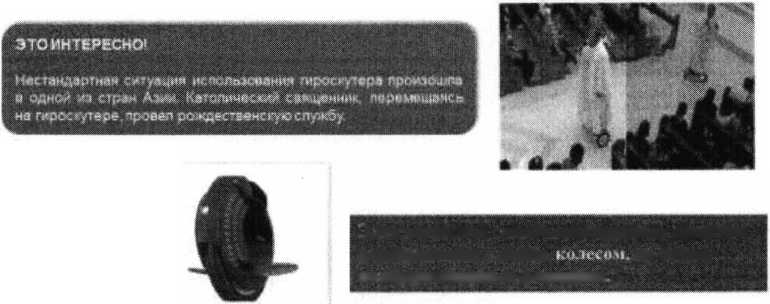 ЭТО ИНТЕРЕСНО!
Нестандартная ситуация использования гироскутера произошла
в одной из стран Азии. Католический священник, перемещаясь
на гироскутере, провел рождественскую службу.
колесом.